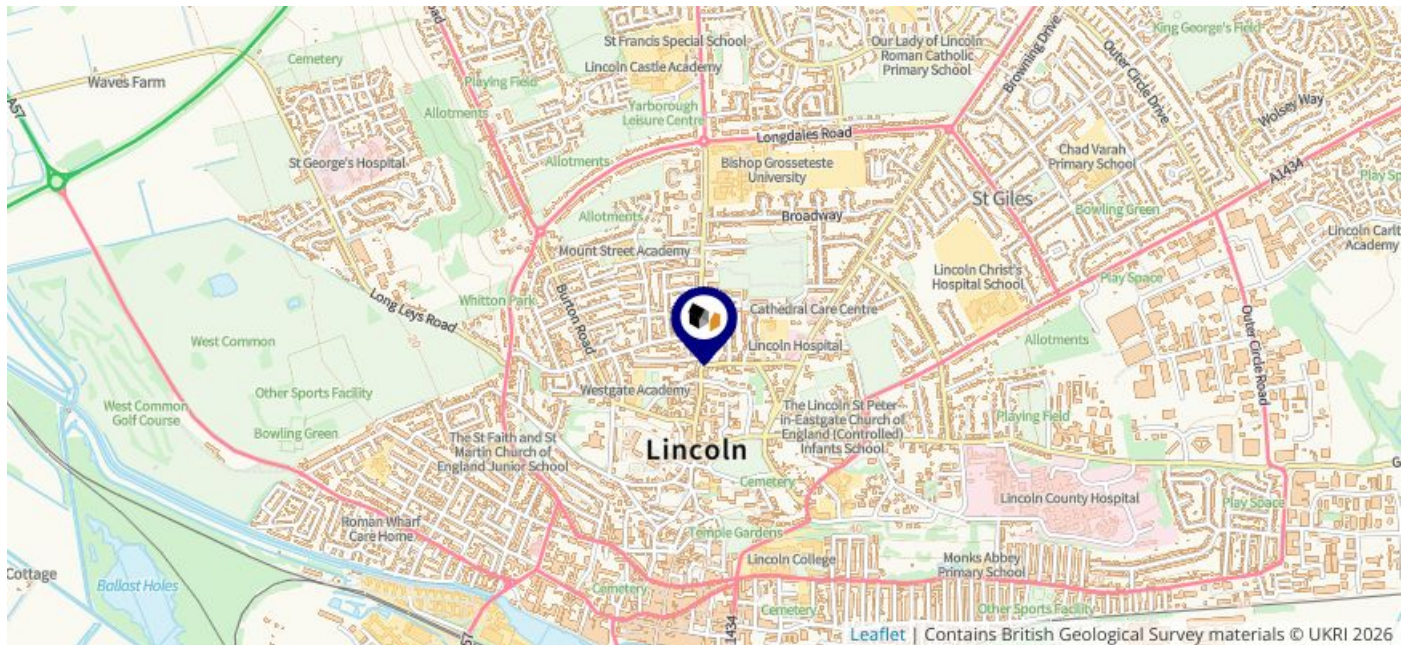 King George's Field
St Francis Special School
Our Lady of Lincoln
Roman Catholic
Primary School
Cemetery
Lincoln Castle Academy
Browning Drive
Outer Circle Drive
Waves Farm
Playing Field
Wolsey Way
A57
Allotments
Yarborough
Leisure Centre
Longdales Road
St George's Hospital
Allotments
Bishop Grosseteste
University
Chad Varah
Primary School
A1434
Play Sp
St Giles
Allotments
Broadway
Bowling Green
Mount Street Academy
Lincoln Carlt
Academy
Lincoln Christ's
Hospital School
Play Space
Long Leys Road
Whitton Park
Burton Road
Cathedral Care Centre
Outer Circle Road
West Common
Lincoln Hospital
Allotments
Other Sports Facility
Westgate Academy
West Common
Golf Course
The Lincoln St Peter-
in-Eastgate Church of
England (Controlled)
Infants School
Playing Field
Bowling Green
The St Faith and St
Martin Church of
England Junior School
Lincoln
Cemetery
Lincoln County Hospital
Play Space
Roman Wharf
Care Home
Temple Gardens
Lincoln College
Monks Abbey
Primary School
Cottage
Ballast Holes
Cemetery
Cemetery
Other Sports Facility
A57
1434
Leaflet | Contains British Geological Survey materials © UKRI 2026